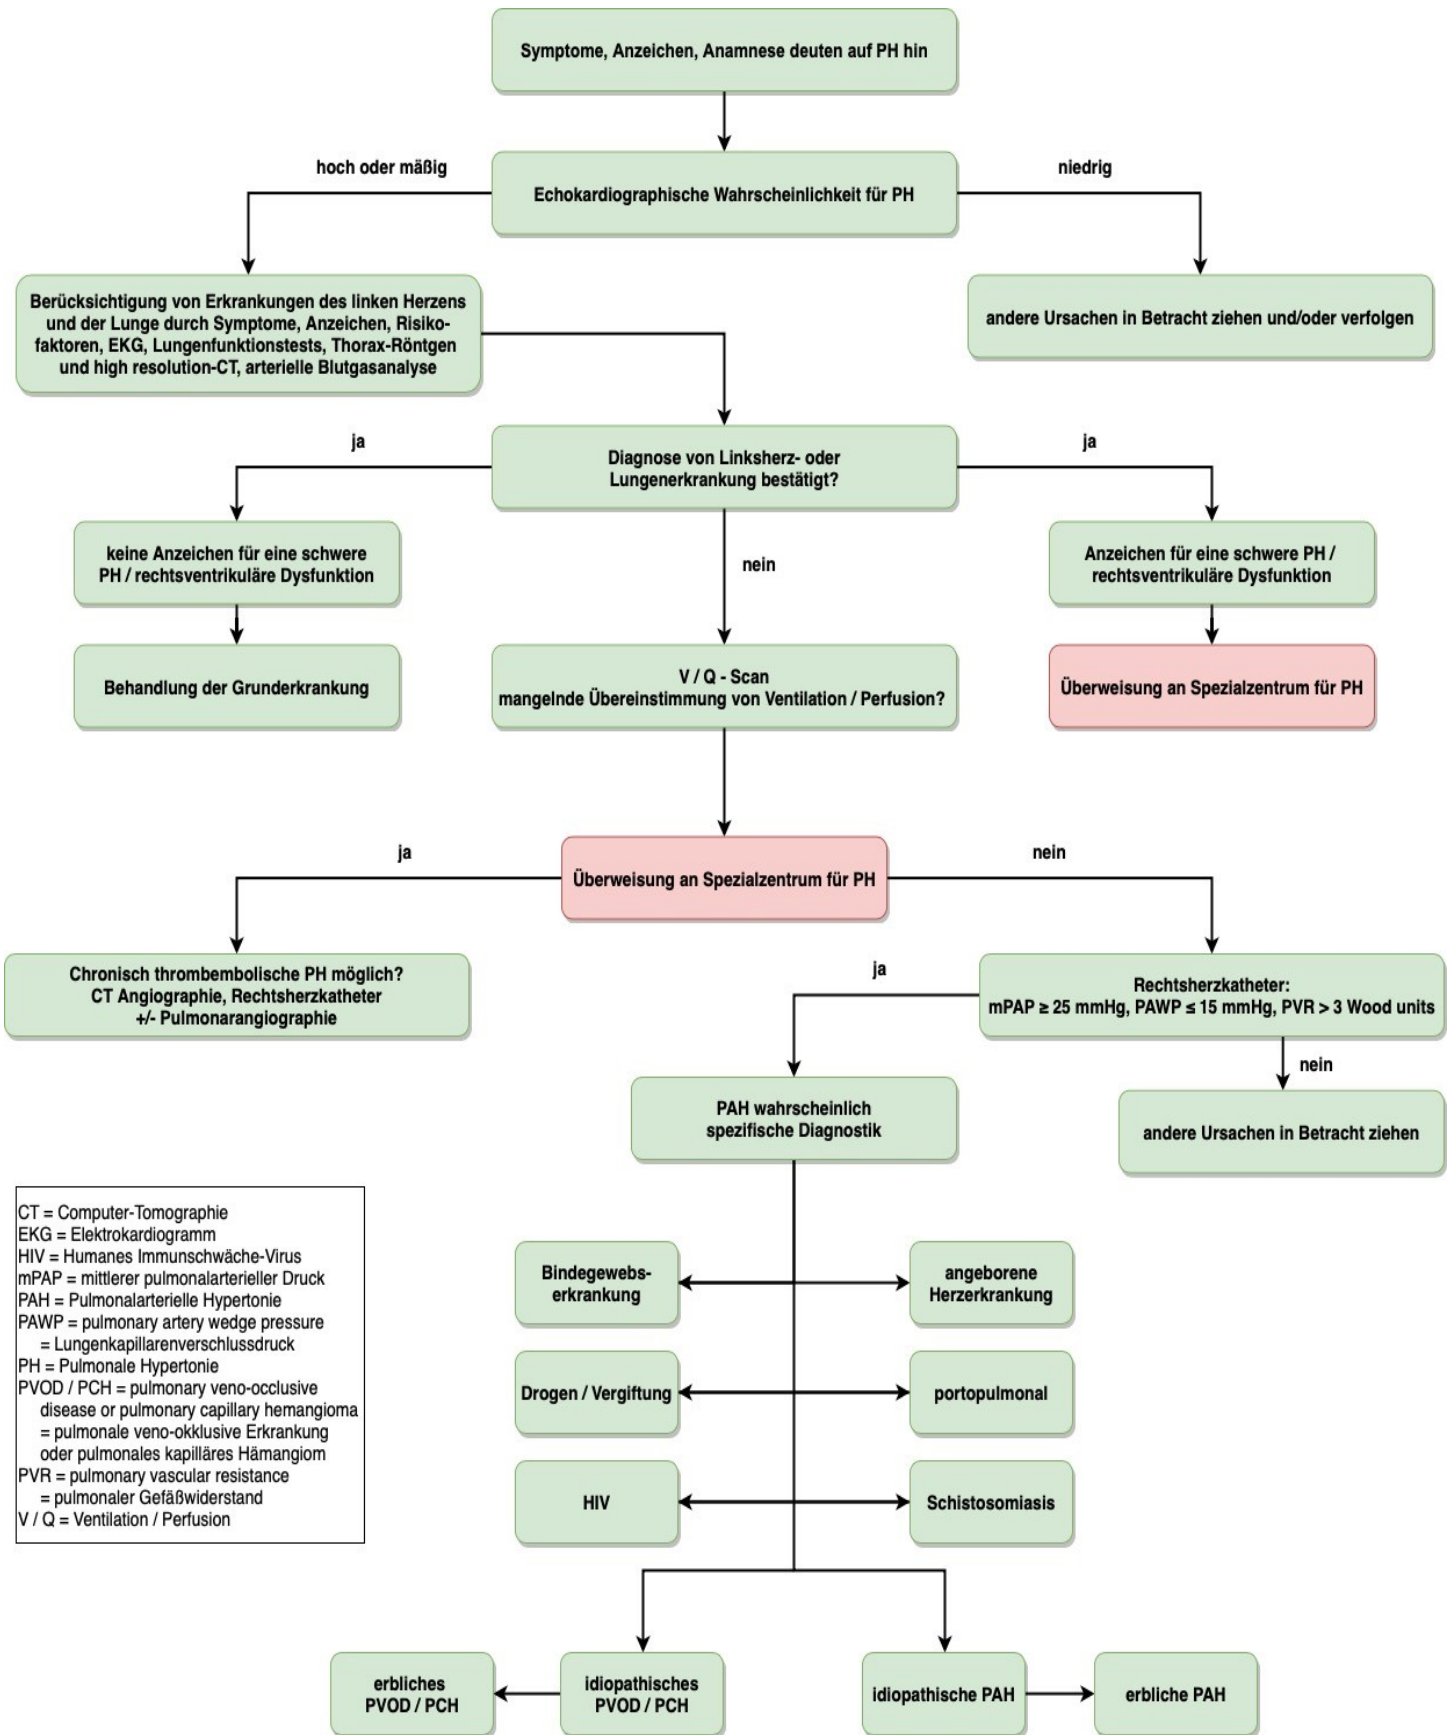 Symptome, Anzeichen, Anamnese deuten auf PH hin
hoch oder mäßig
niedrig
Echokardiographische Wahrscheinlichkeit für PH
Berücksichtigung von Erkrankungen des linken Herzens
und der Lunge durch Symptome, Anzeichen, Risiko-
faktoren, EKG, Lungenfunktionstests, Thorax-Röntgen
und high resolution-CT, arterielle Blutgasanalyse
andere Ursachen in Betracht ziehen und/oder verfolgen
ja
ja
Diagnose von Linksherz- oder
Lungenerkrankung bestätigt?
keine Anzeichen für eine schwere
PH / rechtsventrikuläre Dysfunktion
nein
Anzeichen für eine schwere PH /
rechtsventrikuläre Dysfunktion
Behandlung der Grunderkrankung
V / Q - Scan
mangelnde Übereinstimmung von Ventilation / Perfusion?
Überweisung an Spezialzentrum für PH
ja
nein
Überweisung an Spezialzentrum für PH
Chronisch thrombembolische PH möglich?
CT Angiographie, Rechtsherzkatheter
+/- Pulmonarangiographie
ja
Rechtsherzkatheter:
mPAP ≥ 25 mmHg, PAWP ≤ 15 mmHg, PVR > 3 Wood units
nein
PAH wahrscheinlich
spezifische Diagnostik
andere Ursachen in Betracht ziehen
CT = Computer-Tomographie
EKG = Elektrokardiogramm
HIV = Humanes Immunschwäche-Virus
mPAP = mittlerer pulmonalarterieller Druck
PAH = Pulmonalarterielle Hypertonie
PAWP = pulmonary artery wedge pressure
= Lungenkapillarenverschlussdruck
PH = Pulmonale Hypertonie
PVOD / PCH = pulmonary veno-occlusive
disease or pulmonary capillary hemangioma
= pulmonale veno-okklusive Erkrankung
oder pulmonales kapilläres Hämangiom
PVR = pulmonary vascular resistance
= pulmonaler Gefäßwiderstand
V / Q = Ventilation / Perfusion
Bindegewebs-
erkrankung
angeborene
Herzerkrankung
Drogen / Vergiftung
portopulmonal
HIV
Schistosomiasis
erbliches
PVOD / PCH
idiopathisches
PVOD / PCH
idiopathische PAH
erbliche PAH